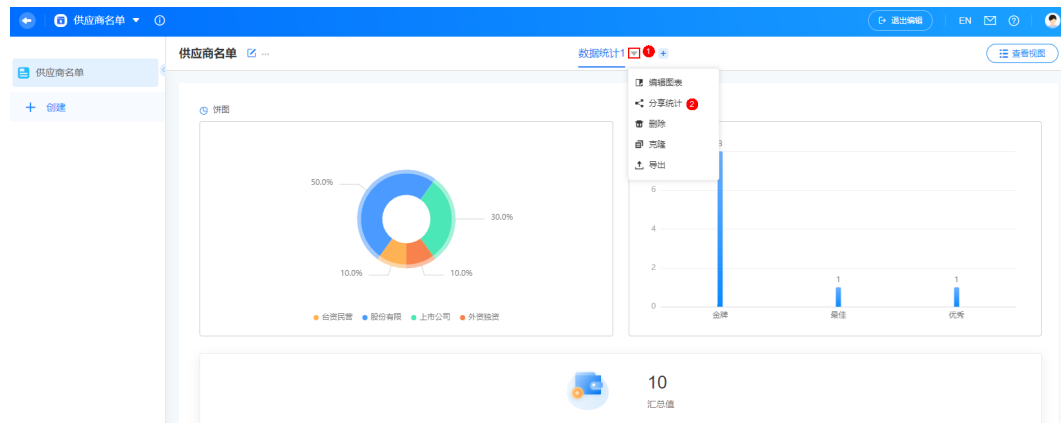 供应商名单
退出编辑
EN
供应商名单
创建
供应商名单
数据统计1
1
查看视图
编辑图表
分享统计 2
删除
克隆
导出
饼图
50.0%
30.0%
10.0%
10.0%
台资民营 股份有限 上市公司 外资独资
6
4
2
0
1
1
金牌 最佳 优秀
10
汇总值